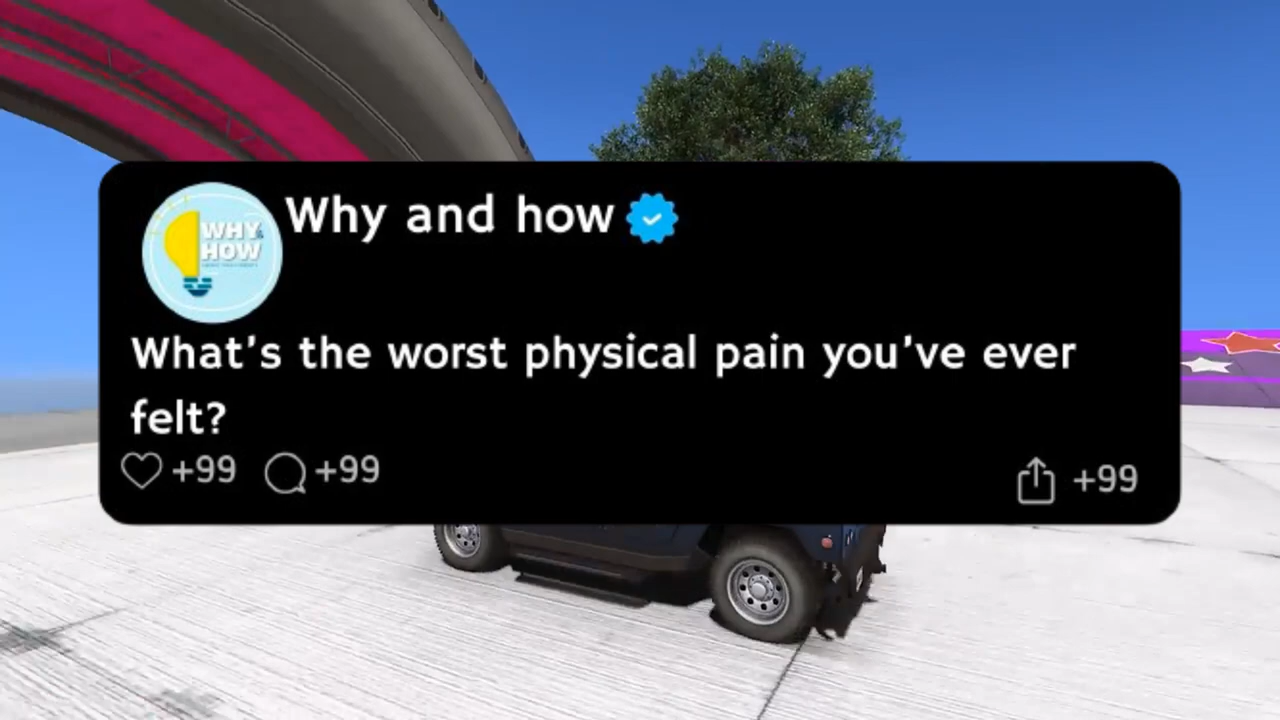 Why and how
WHY&
HOW
What's the worst physical pain you've ever
felt?
+99 +99 +99